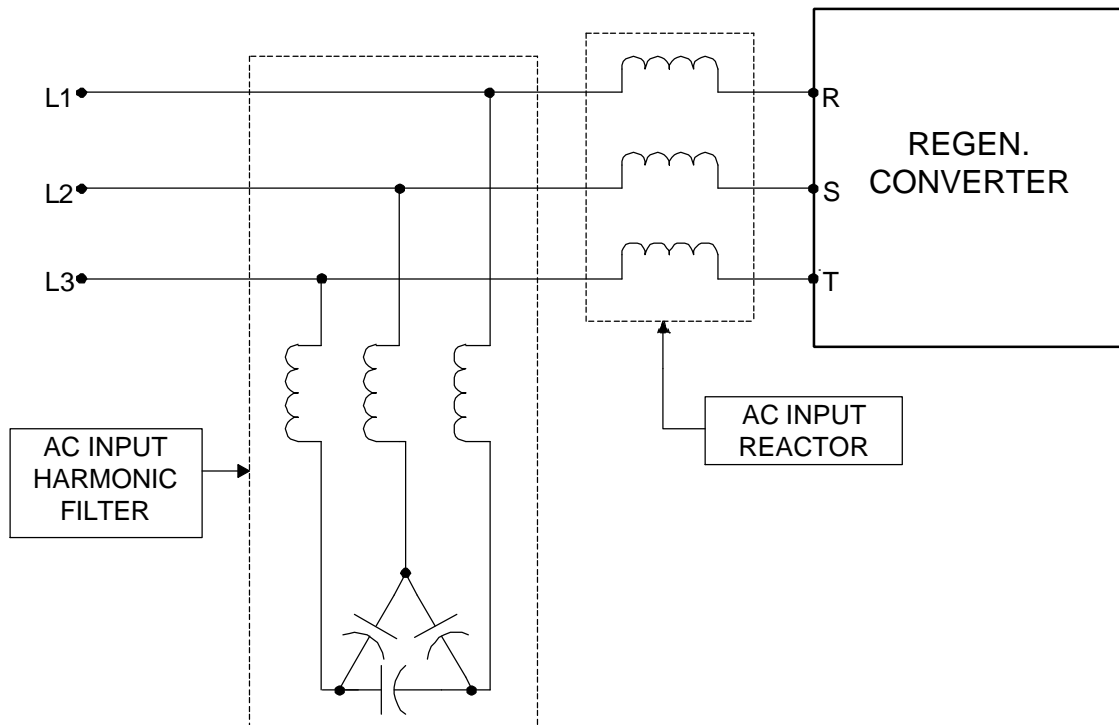 L1
R
REGEN.
CONVERTER
L2
S
L3
T
AC INPUT
REACTOR
AC INPUT
HARMONIC
FILTER